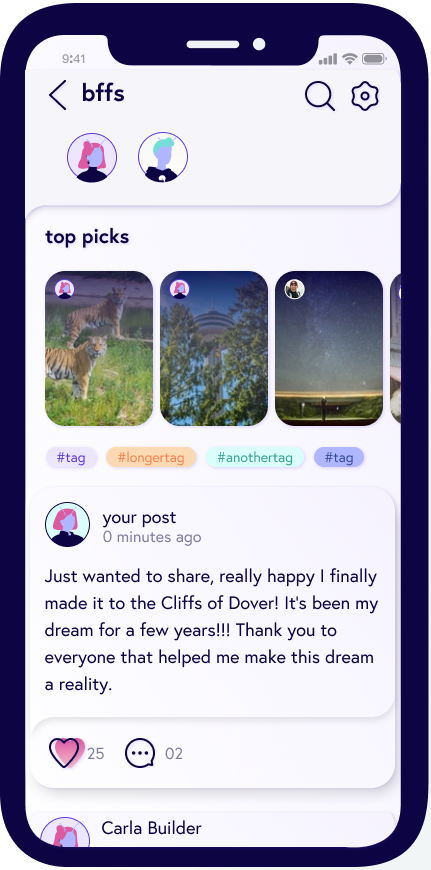 9:41
bffs
top picks
#tag #longertag #anothertag #tag
your post
0 minutes ago
Just wanted to share, really happy I finally
made it to the Cliffs of Dover! It's been my
dream for a few years!!! Thank you to
everyone that helped me make this dream
a reality.
25 02
Carla Builder